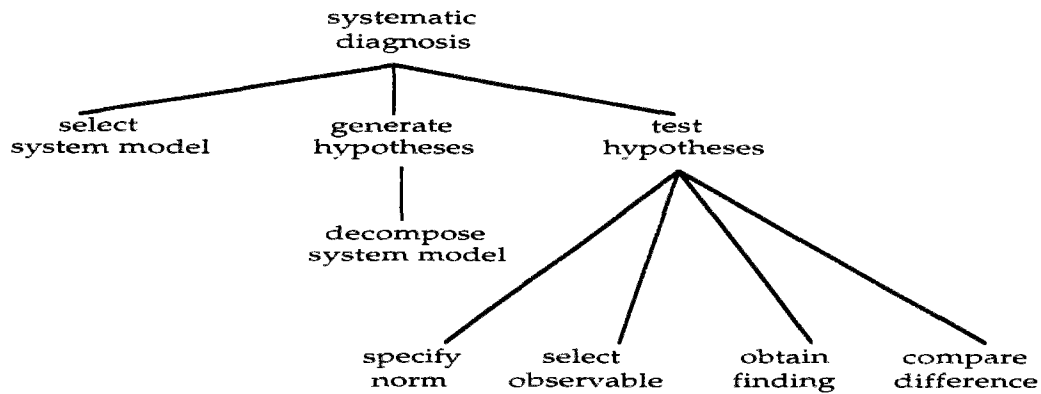 systematic
diagnosis
select
system model
generate
hypotheses
test
hypotheses
decompose
system model
specify
norm
select
observable
obtain
finding
compare
difference